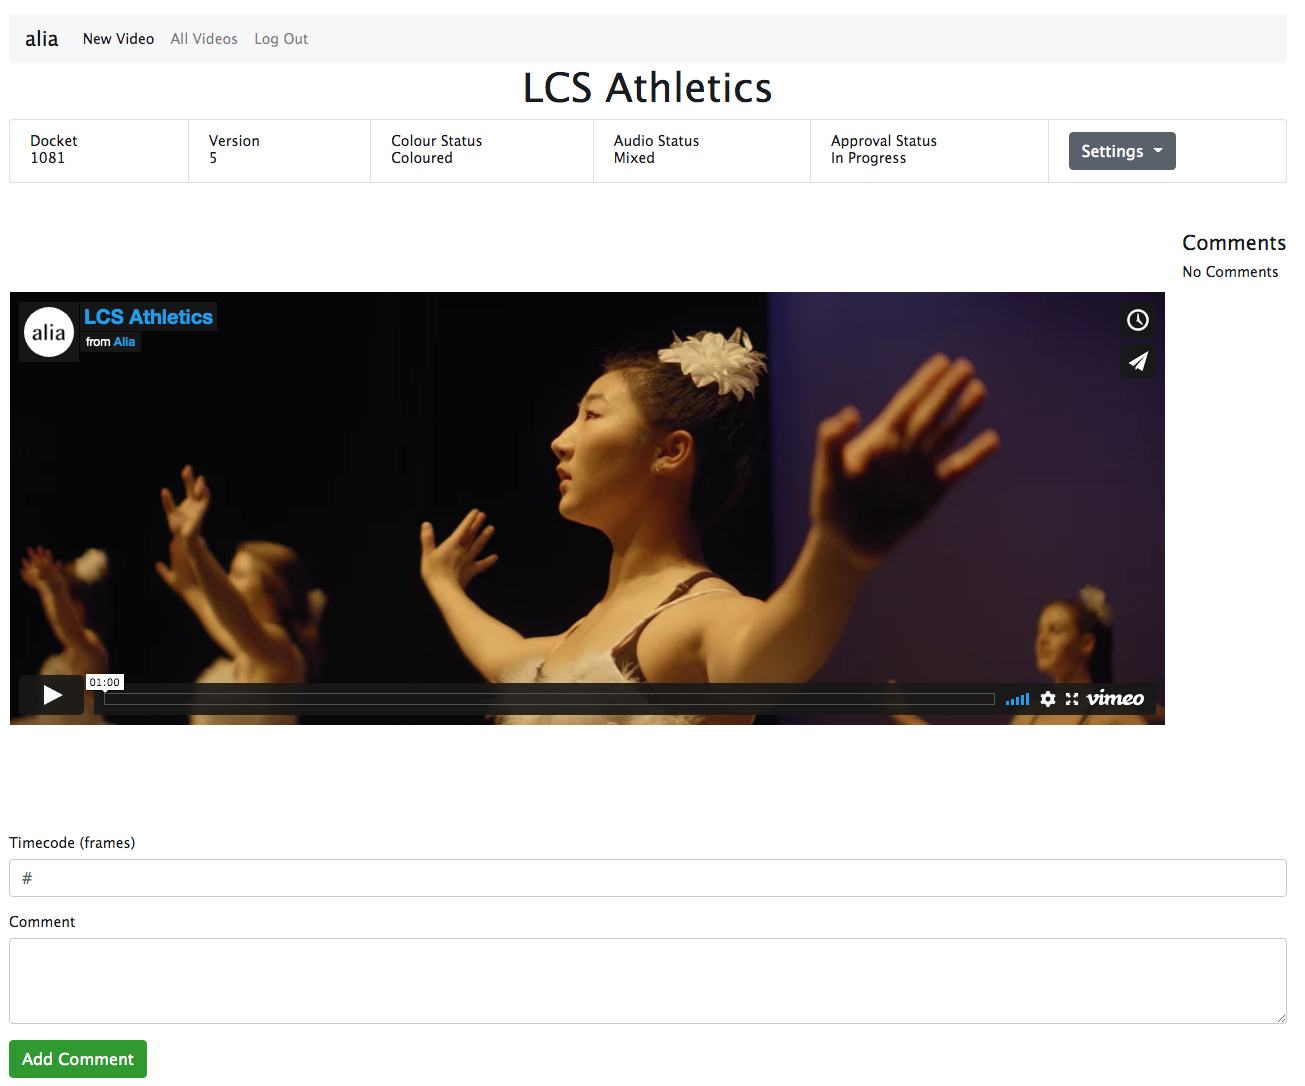 alia New Video All Videos Log Out
LCS Athletics
Docket
1081
Version
5
Colour Status
Coloured
Audio Status
Mixed
Approval Status
In Progress
Settings
Comments
No Comments
alia
LCS Athletics
from Alia
01:00
vimeo
Timecode (frames)
#
Comment
Add Comment